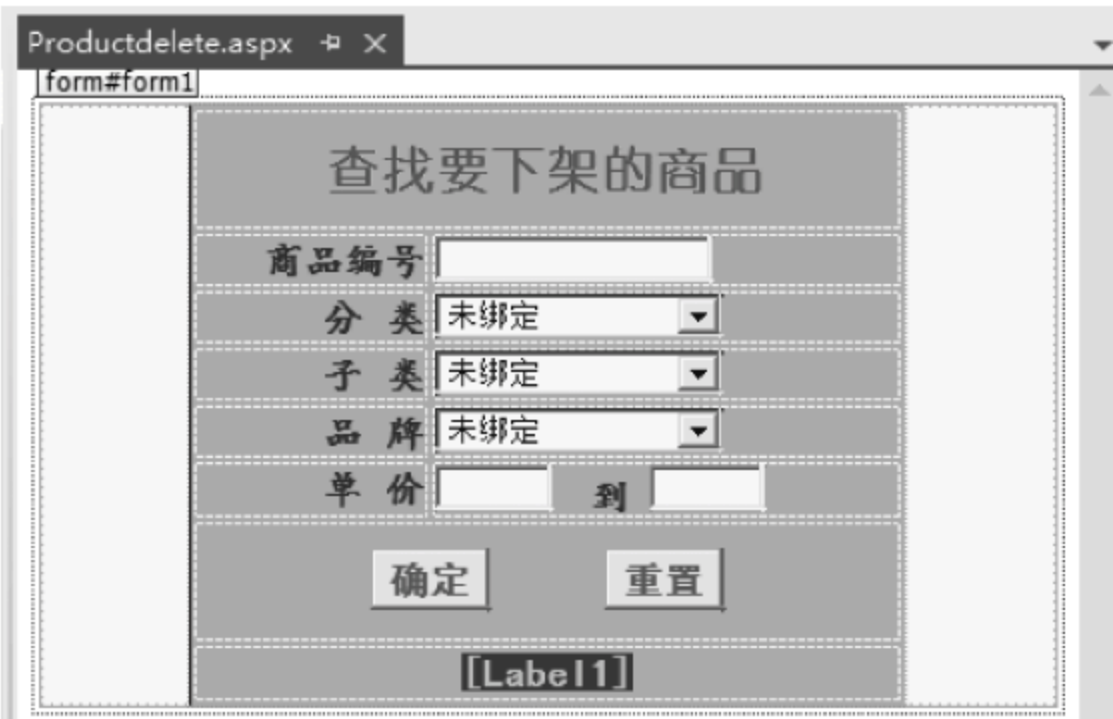 Productdelete.aspx
form#form1
查找要下架的商品
商品编号
分 类 未绑定
子 类 未绑定
品 牌 未绑定
单 价 到
确定 重置
[Label1]